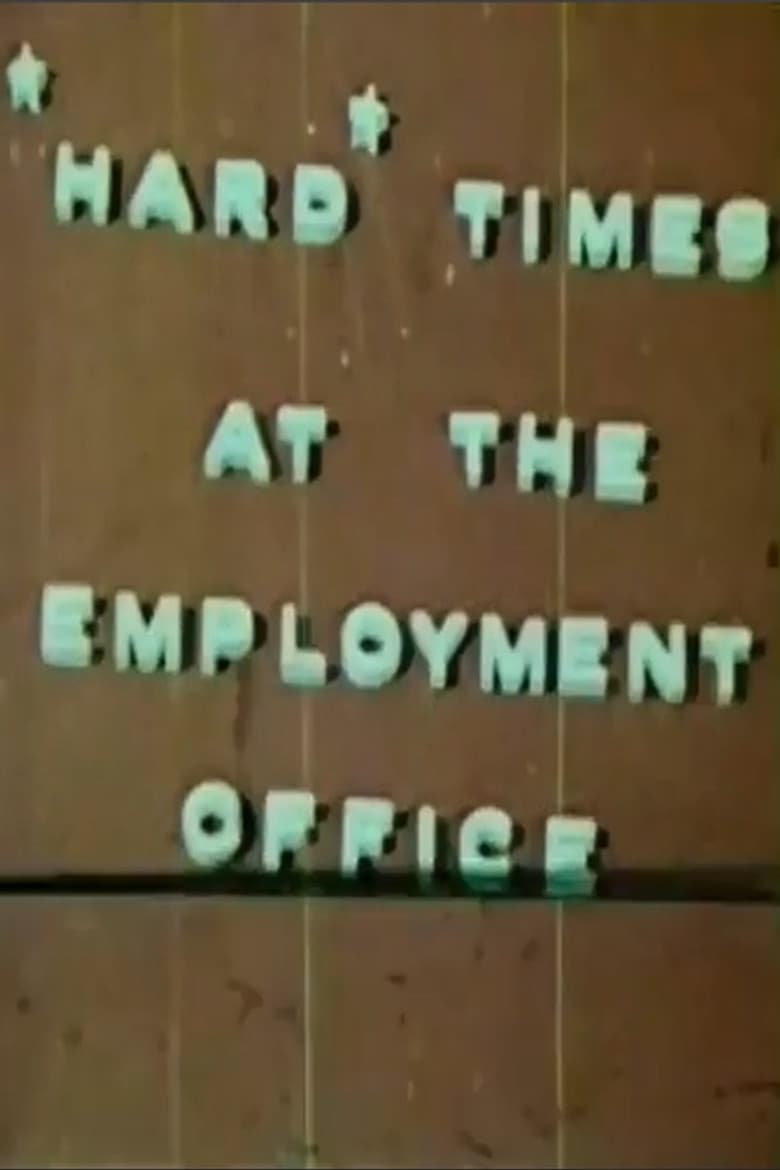 *HARD* TIMES
AT THE
EMPLOYMENT
OFFICE